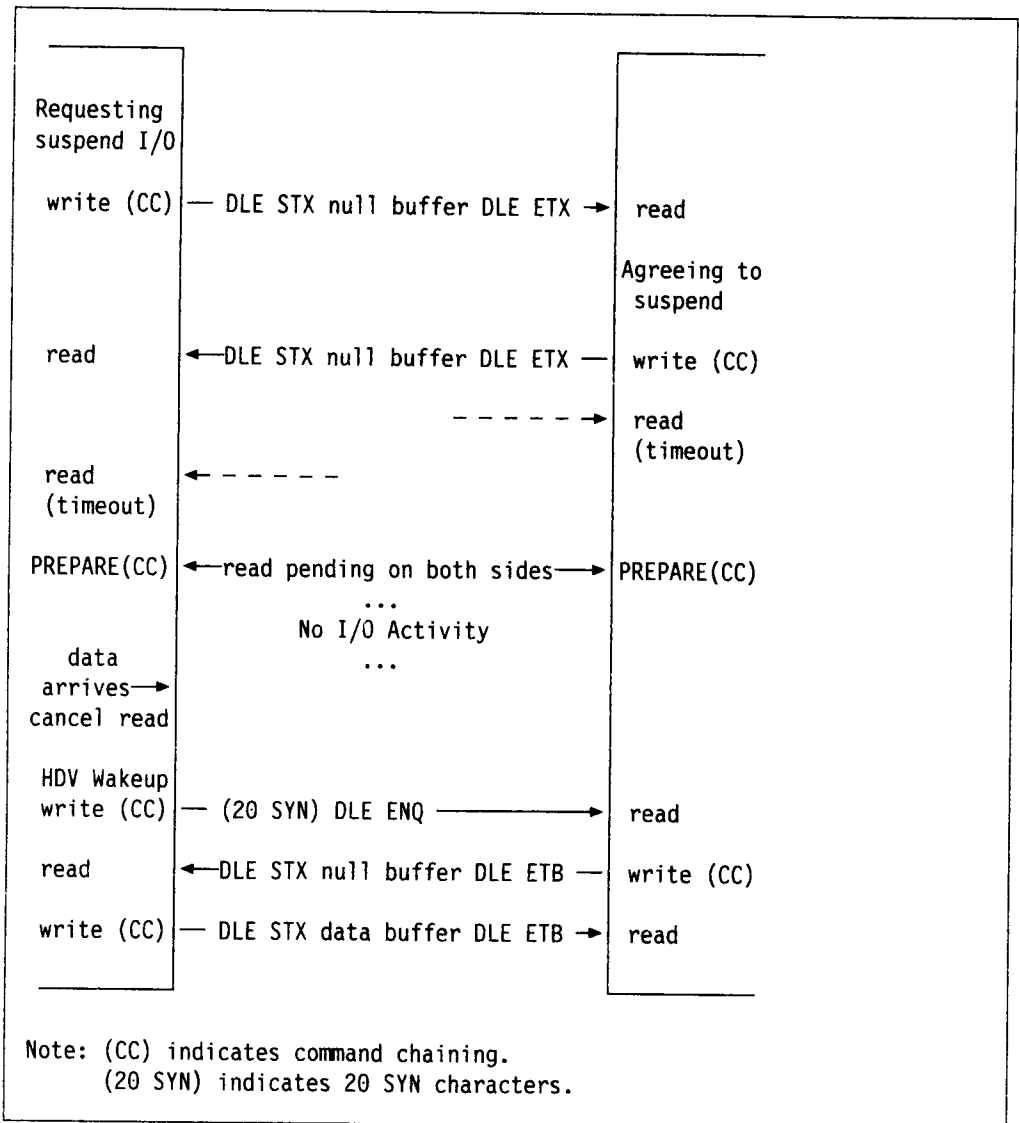 Requesting
suspend I/O
write (CC) — DLE STX null buffer DLE ETX → read
Agreeing to
suspend
read ←DLE STX null buffer DLE ETX — write (CC)
- - - - - → read
(timeout)
read ← - - - - -
(timeout)
PREPARE(CC) ←read pending on both sides→ PREPARE(CC)
...
No I/O Activity
...
data
arrives→
cancel read
HDV Wakeup
write (CC) — (20 SYN) DLE ENQ → read
read ←DLE STX null buffer DLE ETB — write (CC)
write (CC) — DLE STX data buffer DLE ETB → read
Note: (CC) indicates command chaining.
(20 SYN) indicates 20 SYN characters.